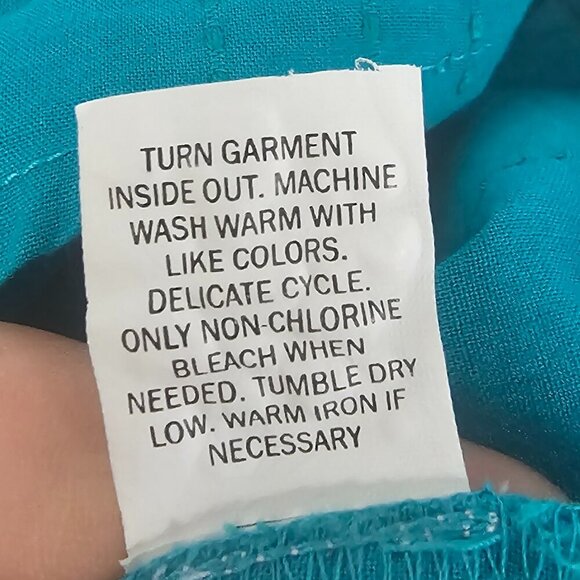 TURN GARMENT
INSIDE OUT. MACHINE
WASH WARM WITH
LIKE COLORS.
DELICATE CYCLE.
ONLY NON-CHLORINE
BLEACH WHEN
NEEDED. TUMBLE DRY
LOW. WARM IRON IF
NECESSARY